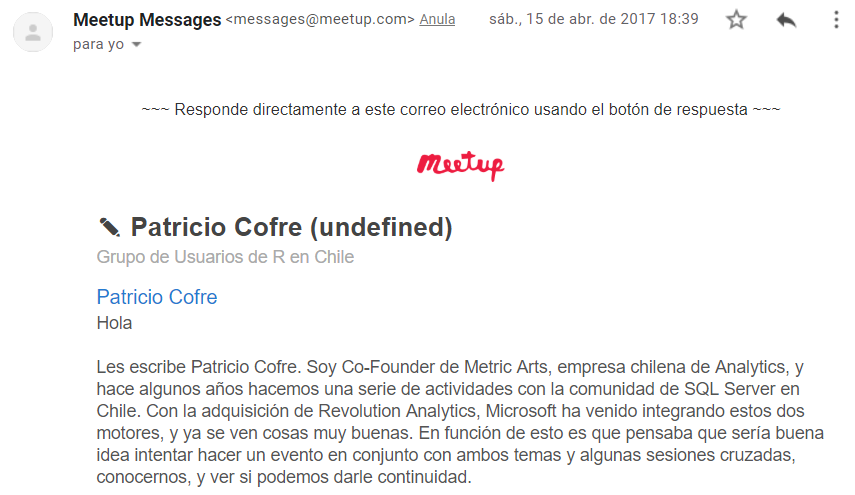 Meetup Messages <messages@meetup.com> Anula sáb., 15 de abr. de 2017 18:39
para yo
~~~ Responde directamente a este correo electrónico usando el botón de respuesta ~~~
meetup
Patricio Cofre (undefined)
Grupo de Usuarios de R en Chile
Patricio Cofre
Hola
Les escribe Patricio Cofre. Soy Co-Founder de Metric Arts, empresa chilena de Analytics, y
hace algunos años hacemos una serie de actividades con la comunidad de SQL Server en
Chile. Con la adquisición de Revolution Analytics, Microsoft ha venido integrando estos dos
motores, y ya se ven cosas muy buenas. En función de esto es que pensaba que sería buena
idea intentar hacer un evento en conjunto con ambos temas y algunas sesiones cruzadas,
conocernos, y ver si podemos darle continuidad.